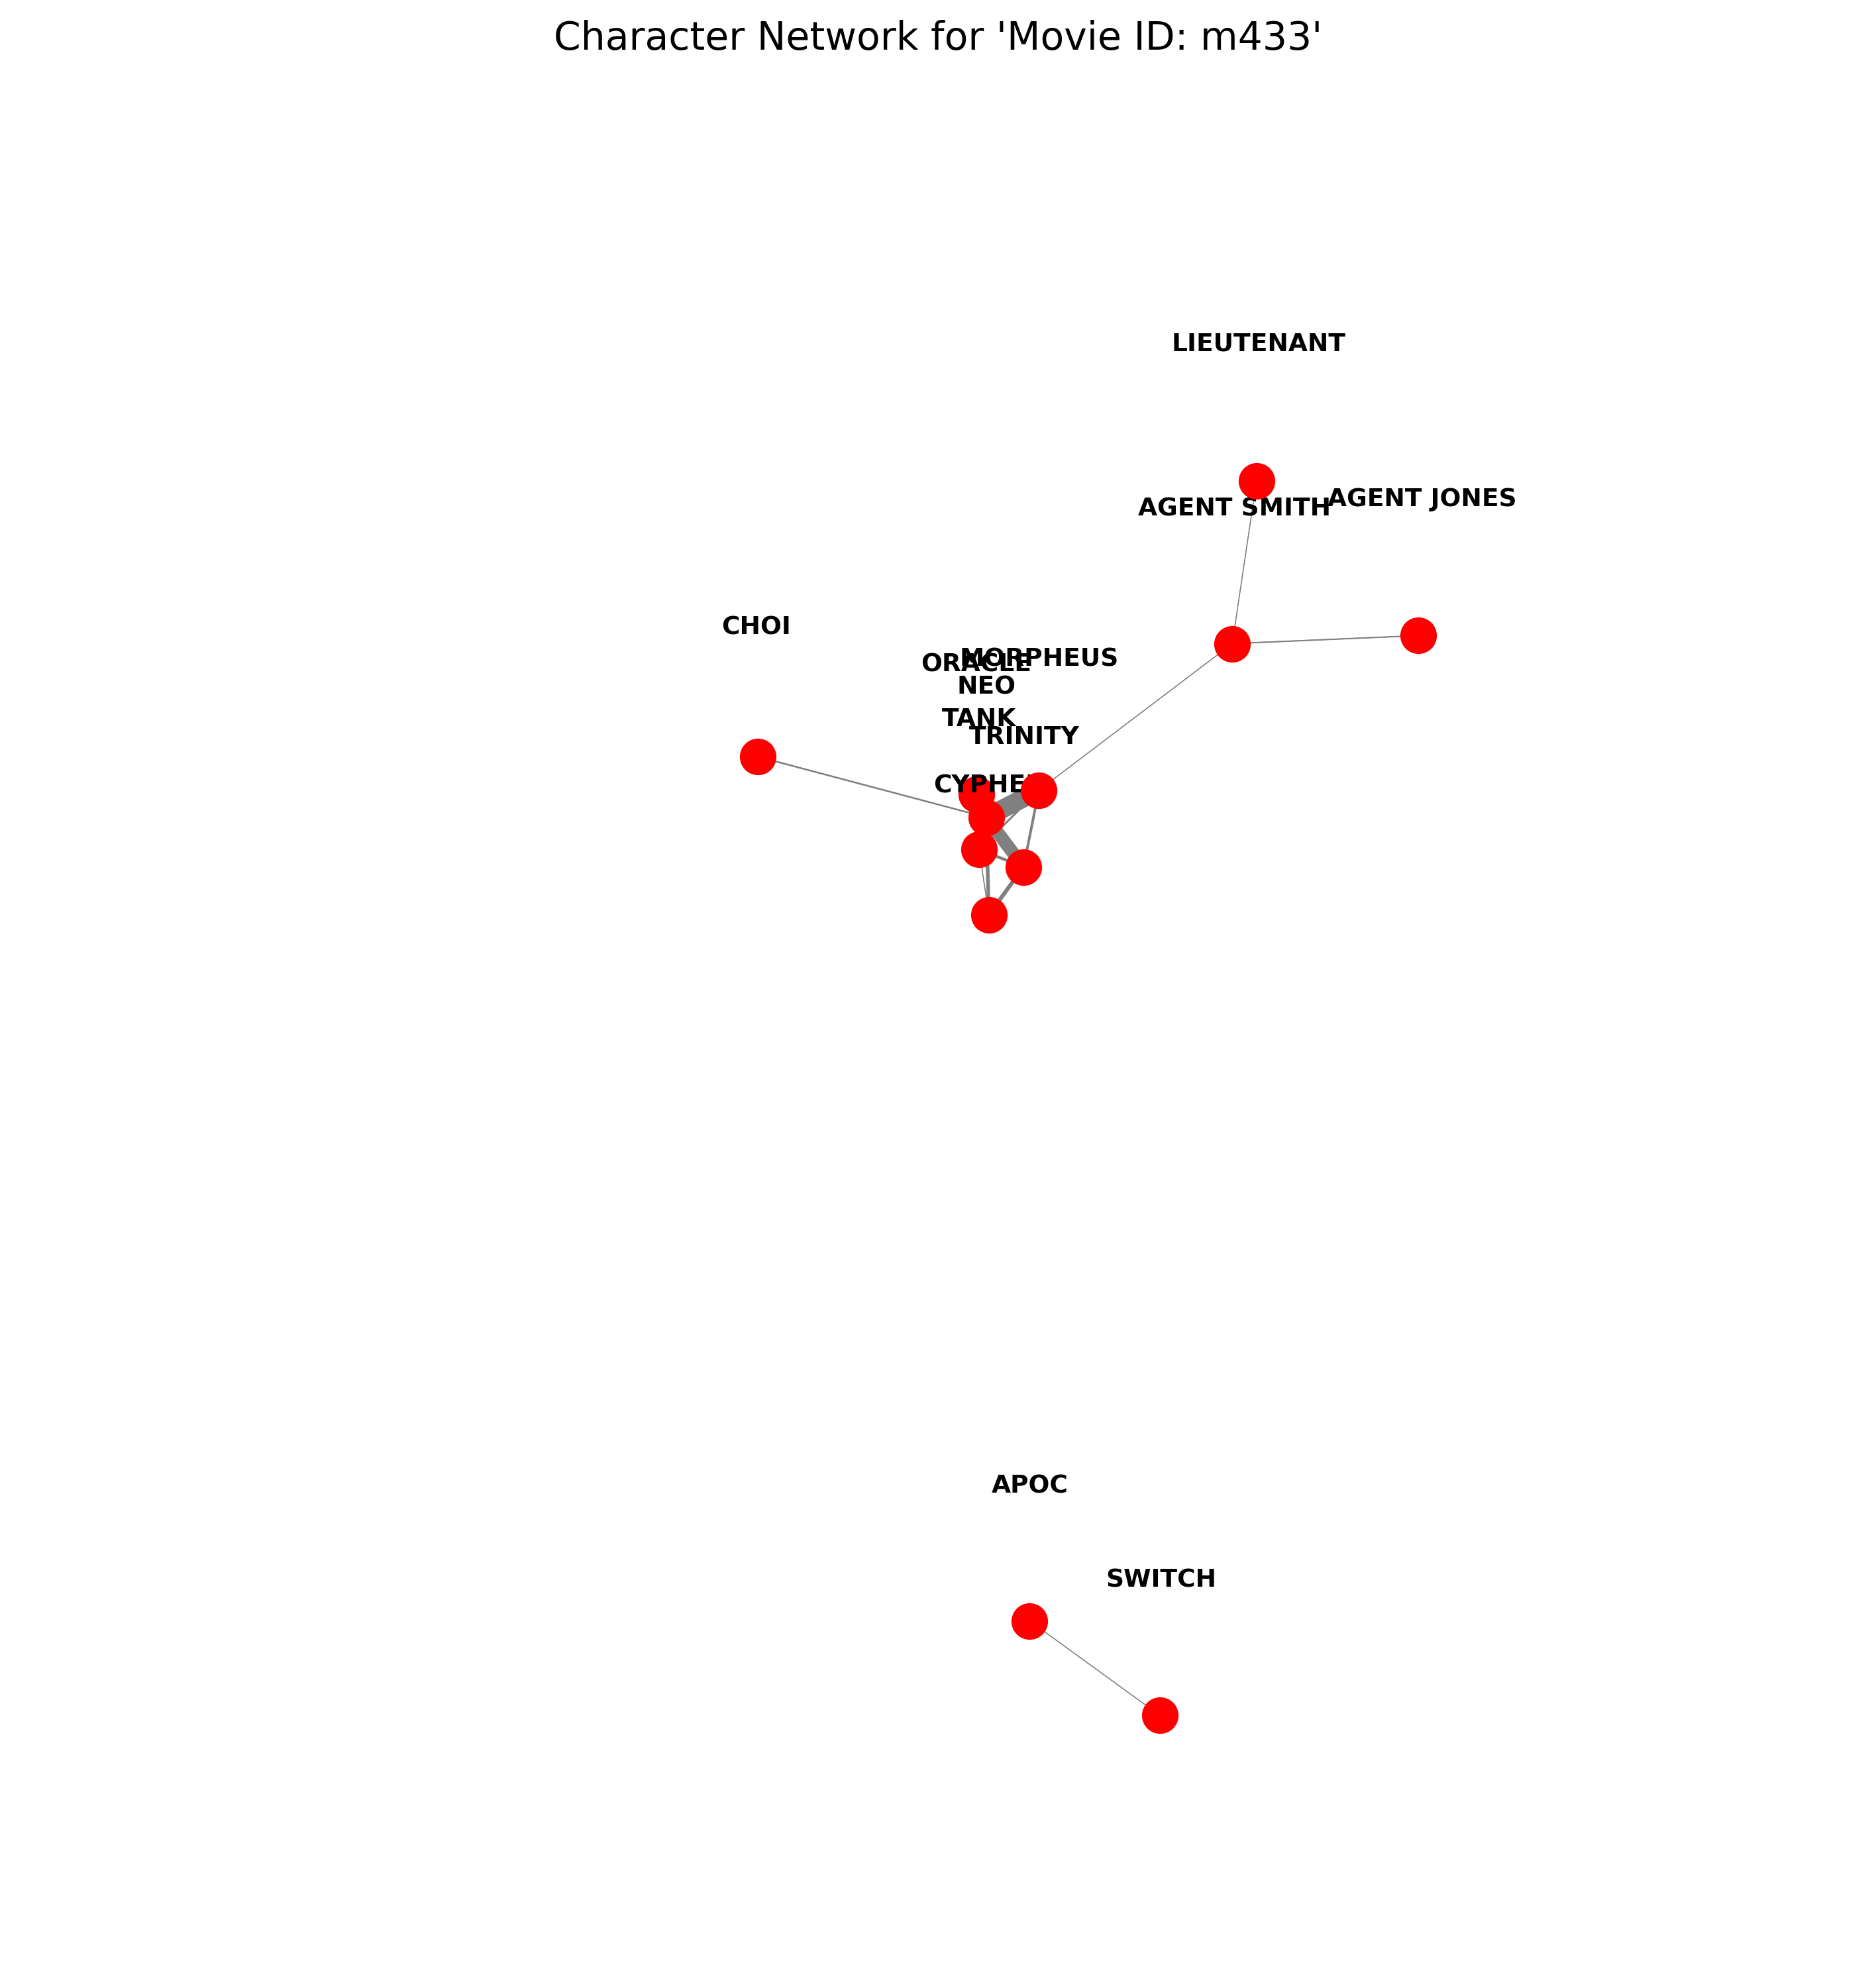 Character Network for 'Movie ID: m433'
LIEUTENANT
AGENT JONES
AGENT SMITH
CHOI
MORPHEUS
ORACLE
NEO
TANK
TRINITY
CYPHER
APOC
SWITCH